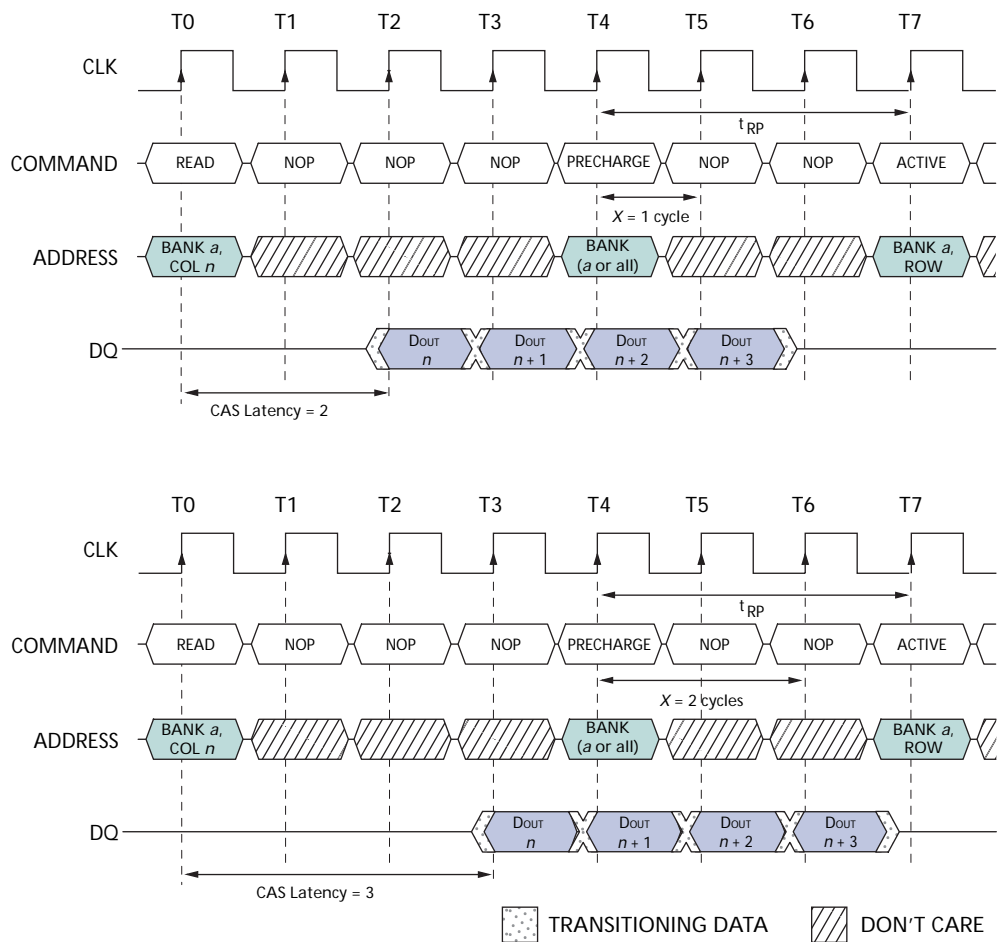 T0 T1 T2 T3 T4 T5 T6 T7
CLK
t RP
COMMAND READ NOP NOP NOP PRECHARGE NOP NOP ACTIVE
X = 1 cycle
ADDRESS BANK a, BANK BANK a,
COL n (a or all) ROW
DQ DOUT DOUT DOUT DOUT
n n + 1 n + 2 n + 3
CAS Latency = 2
T0 T1 T2 T3 T4 T5 T6 T7
CLK
t RP
COMMAND READ NOP NOP NOP PRECHARGE NOP NOP ACTIVE
X = 2 cycles
ADDRESS BANK a, BANK BANK a,
COL n (a or all) ROW
DQ DOUT DOUT DOUT DOUT
n n + 1 n + 2 n + 3
CAS Latency = 3
TRANSITIONING DATA DON'T CARE